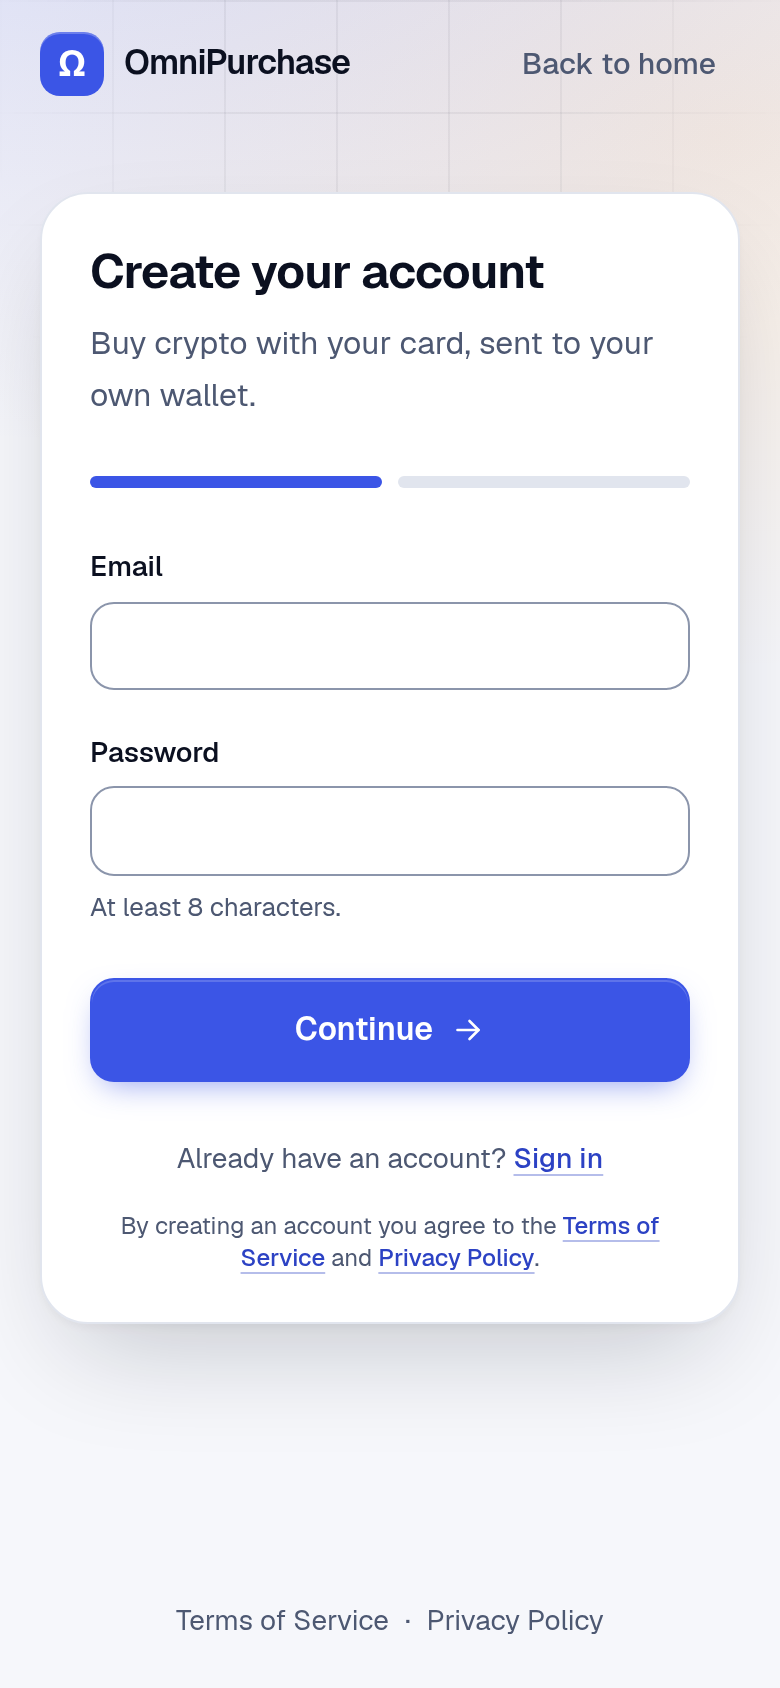 Ω OmniPurchase
Back to home
Create your account
Buy crypto with your card, sent to your
own wallet.
Email
Password
At least 8 characters.
Continue →
Already have an account? Sign in
By creating an account you agree to the Terms of
Service and Privacy Policy.
Terms of Service · Privacy Policy